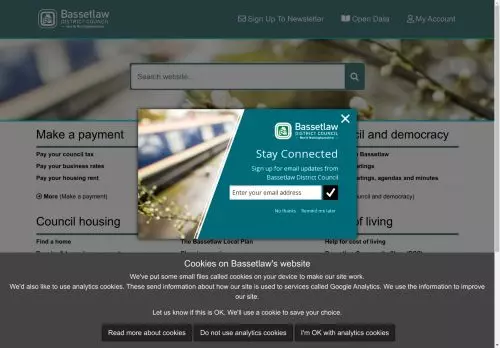 Bassetlaw
DISTRICT COUNCIL
North Nottinghamshire
Sign Up To Newsletter
Open Data
My Account
Search website...
Make a payment
Pay your council tax
Pay your business rates
Pay your housing rent
More (Make a payment)
cil and democracy
Bassetlaw
etings
etings, agendas and minutes
ouncil and democracy)
Bassetlaw
DISTRICT COUNCIL
North Nottinghamshire
Stay Connected
Sign up for email updates from
Bassetlaw District Council
Enter your email address
No thanks
Remind me later
Council housing
of living
Find a home
The Bassetlaw Local Plan
Help for cost of living
Cookies on Bassetlaw's website
We've put some small files called cookies on your device to make our site work.
We'd also like to use analytics cookies. These send information about how our site is used to services called Google Analytics. We use the information to improve
our site.
Let us know if this is OK. We'll use a cookie to save your choice.
Read more about cookies
Do not use analytics cookies
I'm OK with analytics cookies